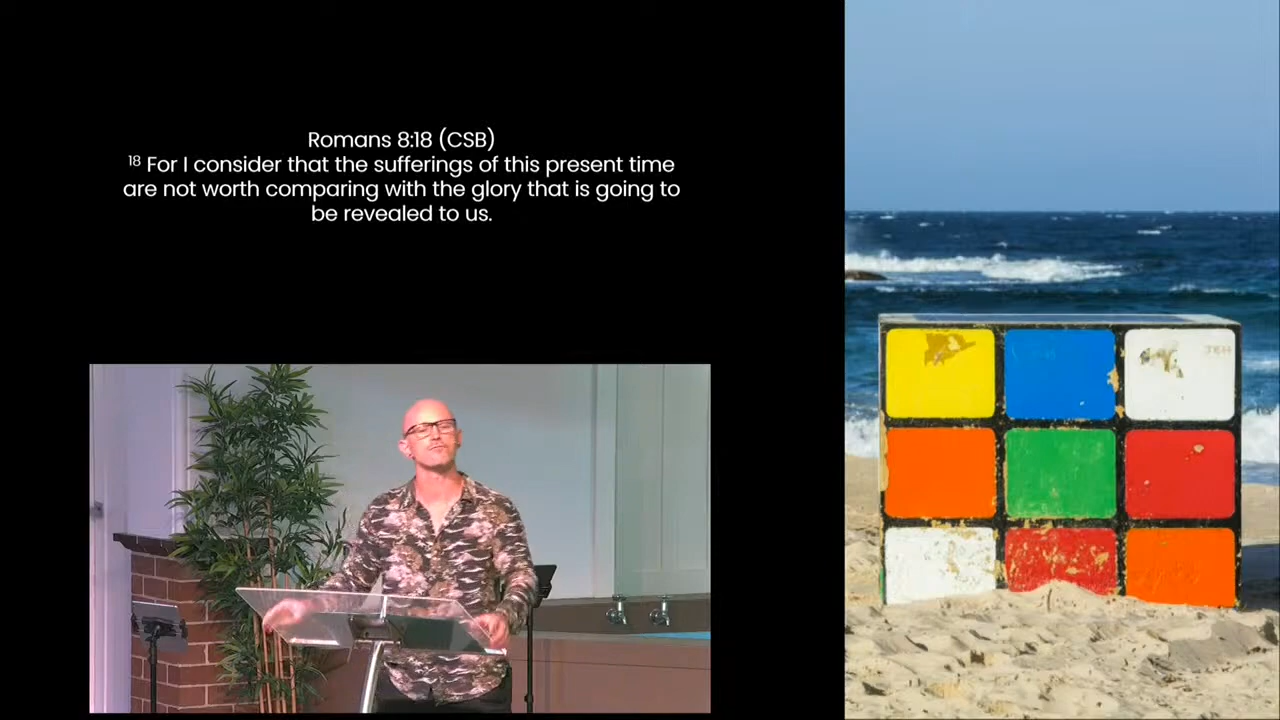 Romans 8:18 (CSB)
¹⁸ For I consider that the sufferings of this present time
are not worth comparing with the glory that is going to
be revealed to us.